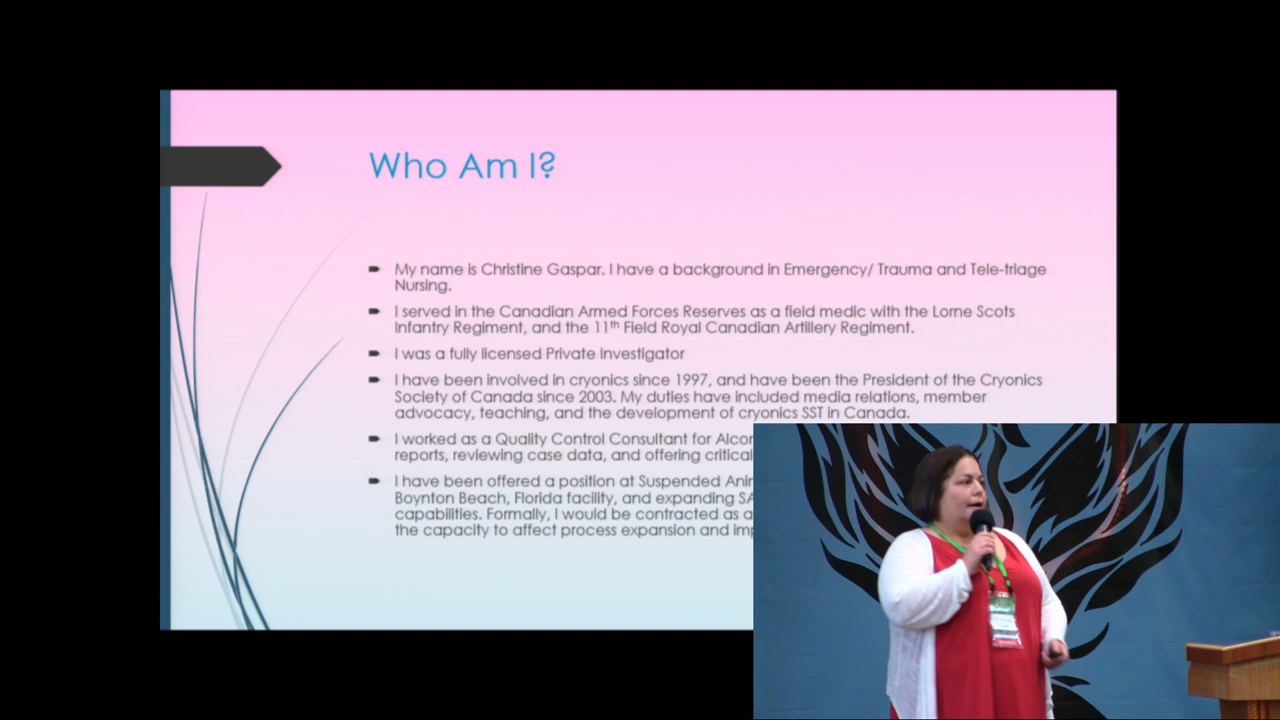 Who Am I?
My name is Christine Gaspar. I have a background in Emergency/ Trauma and Tele-triage
Nursing.
I served in the Canadian Armed Forces Reserves as a field medic with the Lorne Scots
Infantry Regiment, and the 11th Field Royal Canadian Artillery Regiment.
I was a fully licensed Private Investigator
I have been involved in cryonics since 1997, and have been the President of the Cryonics
Society of Canada since 2003. My duties have included media relations, member
advocacy, teaching, and the development of cryonics SST in Canada.
I worked as a Quality Control Consultant for Alcor
reports, reviewing case data, and offering critical
I have been offered a position at Suspended Ani
Boynton Beach, Florida facility, and expanding SA
capabilities. Formally, I would be contracted as a
the capacity to affect process expansion and im